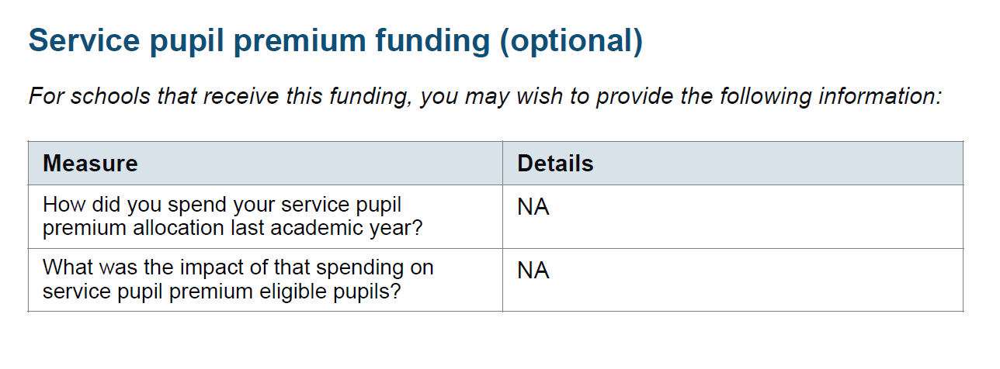 Service pupil premium funding (optional)
For schools that receive this funding, you may wish to provide the following information:
Measure
Details
How did you spend your service pupil
premium allocation last academic year?
NA
What was the impact of that spending on
service pupil premium eligible pupils?
NA